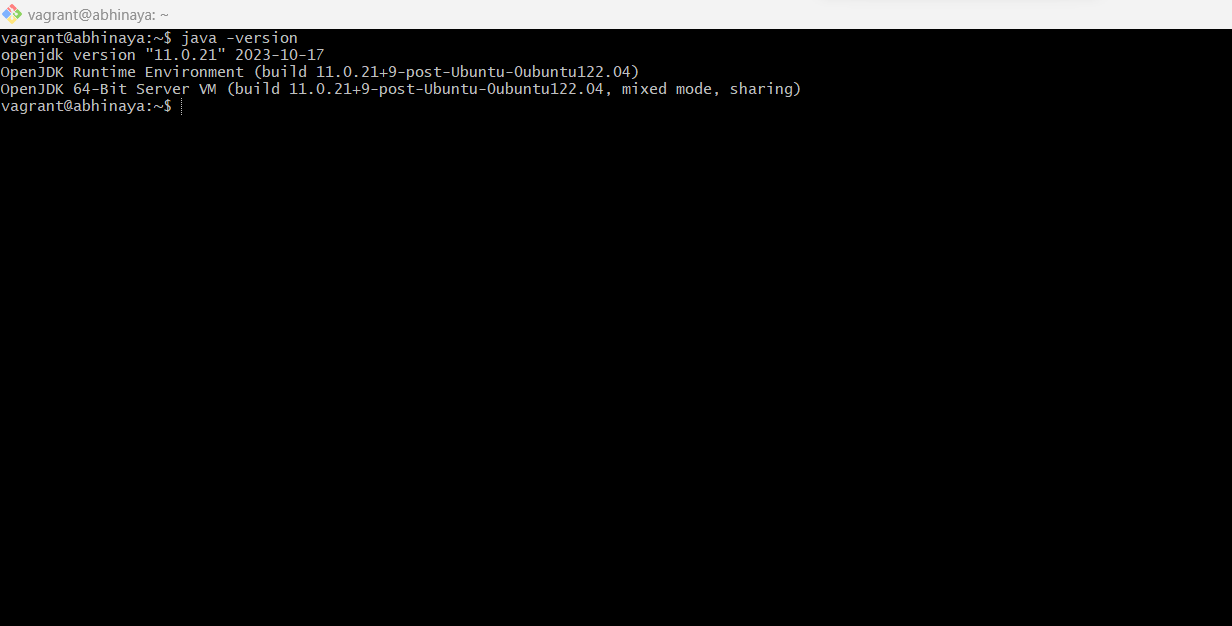 vagrant@abhinaya: ~
vagrant@abhinaya:~$ java -version
openjdk version "11.0.21" 2023-10-17
OpenJDK Runtime Environment (build 11.0.21+9-post-Ubuntu-0ubuntu122.04)
OpenJDK 64-Bit Server VM (build 11.0.21+9-post-Ubuntu-0ubuntu122.04, mixed mode, sharing)
vagrant@abhinaya:~$